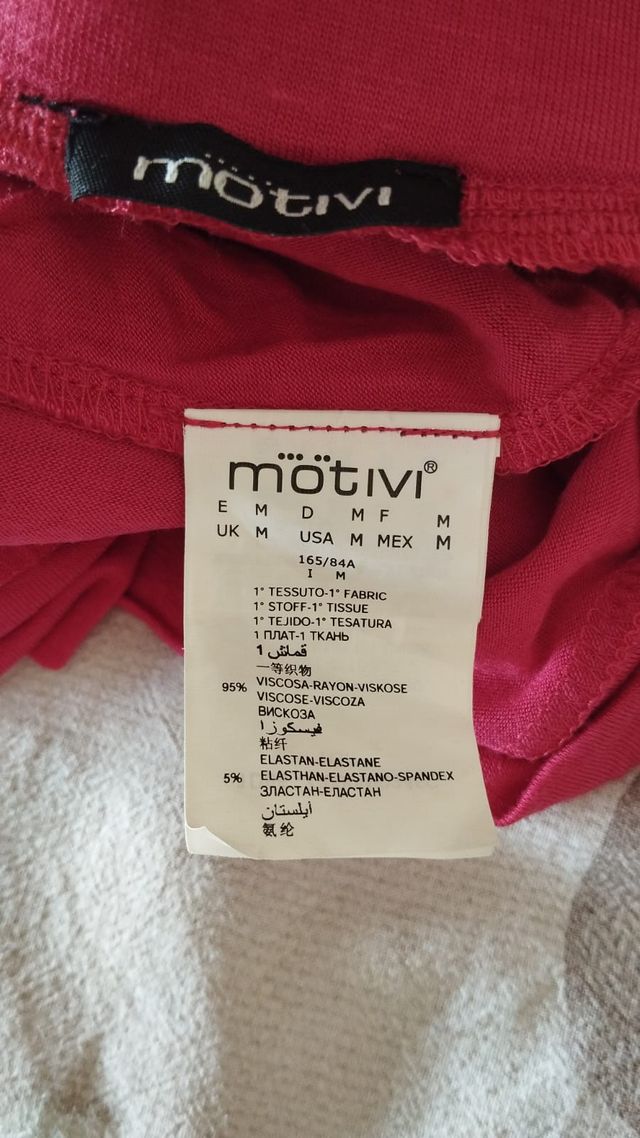 mötivi
mötivi®
E M D M F M
UK M USA M MEX M
165/84A
I M
1° TESSUTO-1° FABRIC
1° STOFF-1° TISSUE
1° TEJIDO-1° TESATURA
1 ПЛАТ-1 ТКАНЬ
قماش 1
一等织物
95% VISCOSA-RAYON-VISKOSE
VISCOSE-VISCOZA
ВИСКОЗА
فيسكوزا
粘纤
ELASTAN-ELASTANE
5% ELASTHAN-ELASTANO-SPANDEX
ЗЛАСТАН-ЕЛАСТАН
أيلستان
氨纶